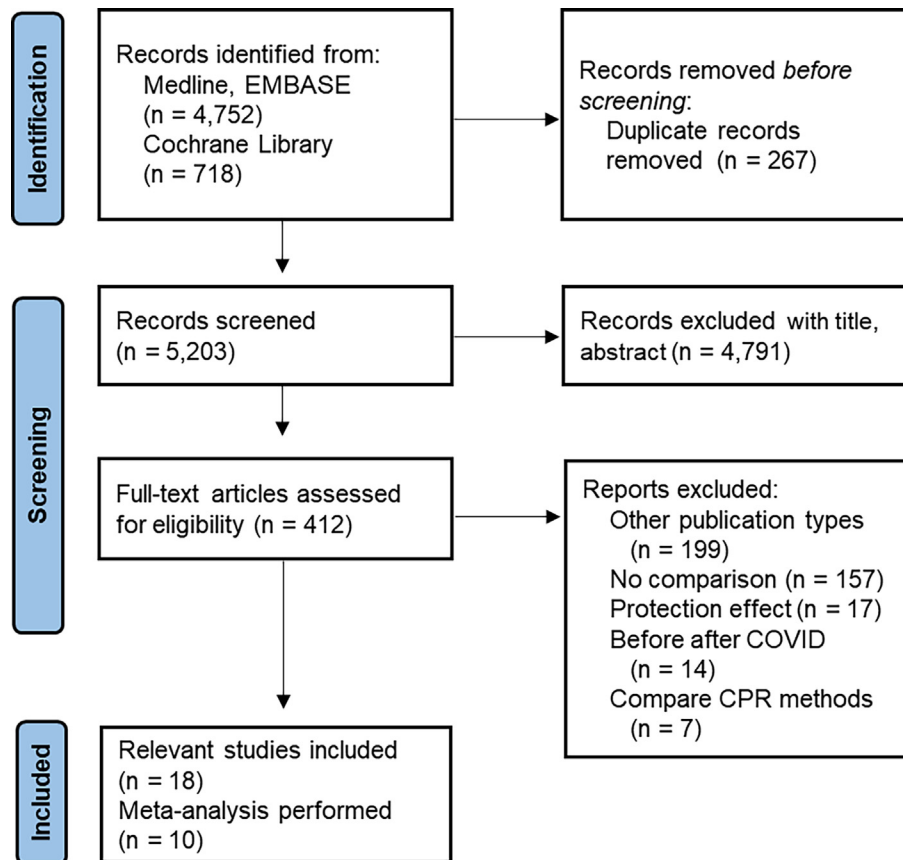 Identification
Records identified from:
Medline, EMBASE
(n = 4,752)
Cochrane Library
(n = 718)
Records removed before
screening:
Duplicate records
removed (n = 267)
Screening
Records screened
(n = 5,203)
Records excluded with title,
abstract (n = 4,791)
Full-text articles assessed
for eligibility (n = 412)
Reports excluded:
Other publication types
(n = 199)
No comparison (n = 157)
Protection effect (n = 17)
Before after COVID
(n = 14)
Compare CPR methods
(n = 7)
Included
Relevant studies included
(n = 18)
Meta-analysis performed
(n = 10)